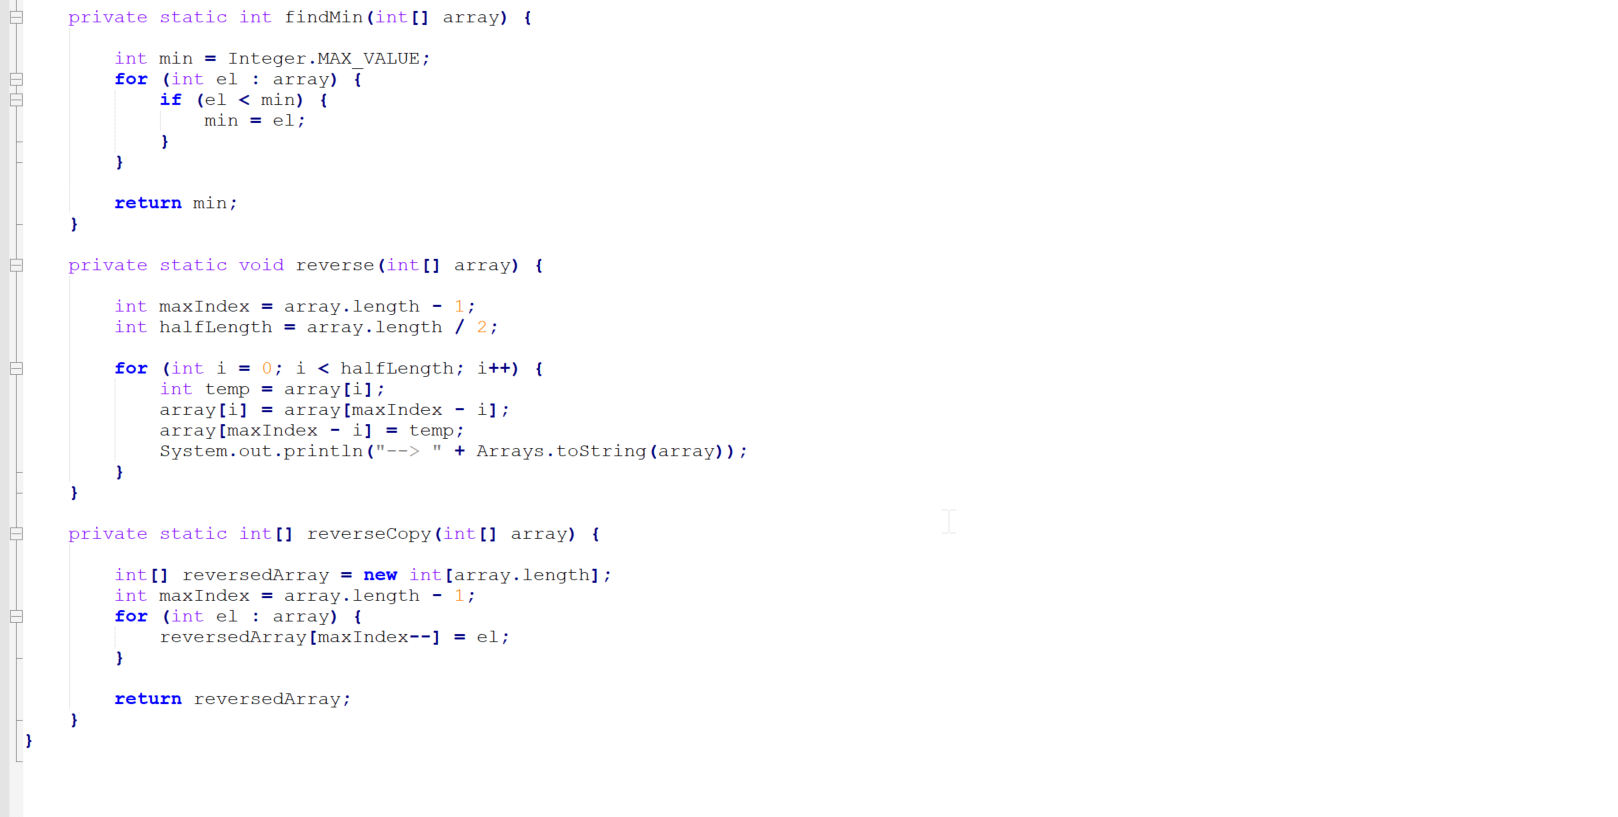 private static int findMin(int[] array) {
int min = Integer.MAX_VALUE;
for (int el : array) {
if (el < min) {
min = el;
}
}
return min;
}
private static void reverse(int[] array) {
int maxIndex = array.length - 1;
int halfLength = array.length / 2;
for (int i = 0; i < halfLength; i++) {
int temp = array[i];
array[i] = array[maxIndex - i];
array[maxIndex - i] = temp;
System.out.println("--> " + Arrays.toString(array));
}
}
private static int[] reverseCopy(int[] array) {
int[] reversedArray = new int[array.length];
int maxIndex = array.length - 1;
for (int el : array) {
reversedArray[maxIndex--] = el;
}
return reversedArray;
}
}